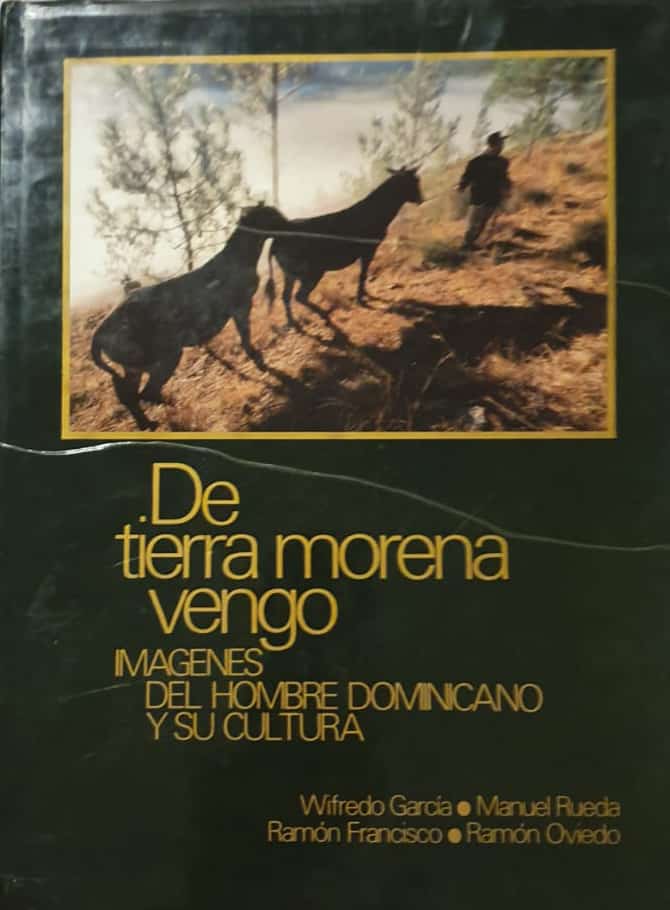 De
tierra morena
vengo
IMAGENES
DEL HOMBRE DOMINICANO
Y SU CULTURA
Wifredo García ● Manuel Rueda
Ramón Francisco ● Ramón Oviedo